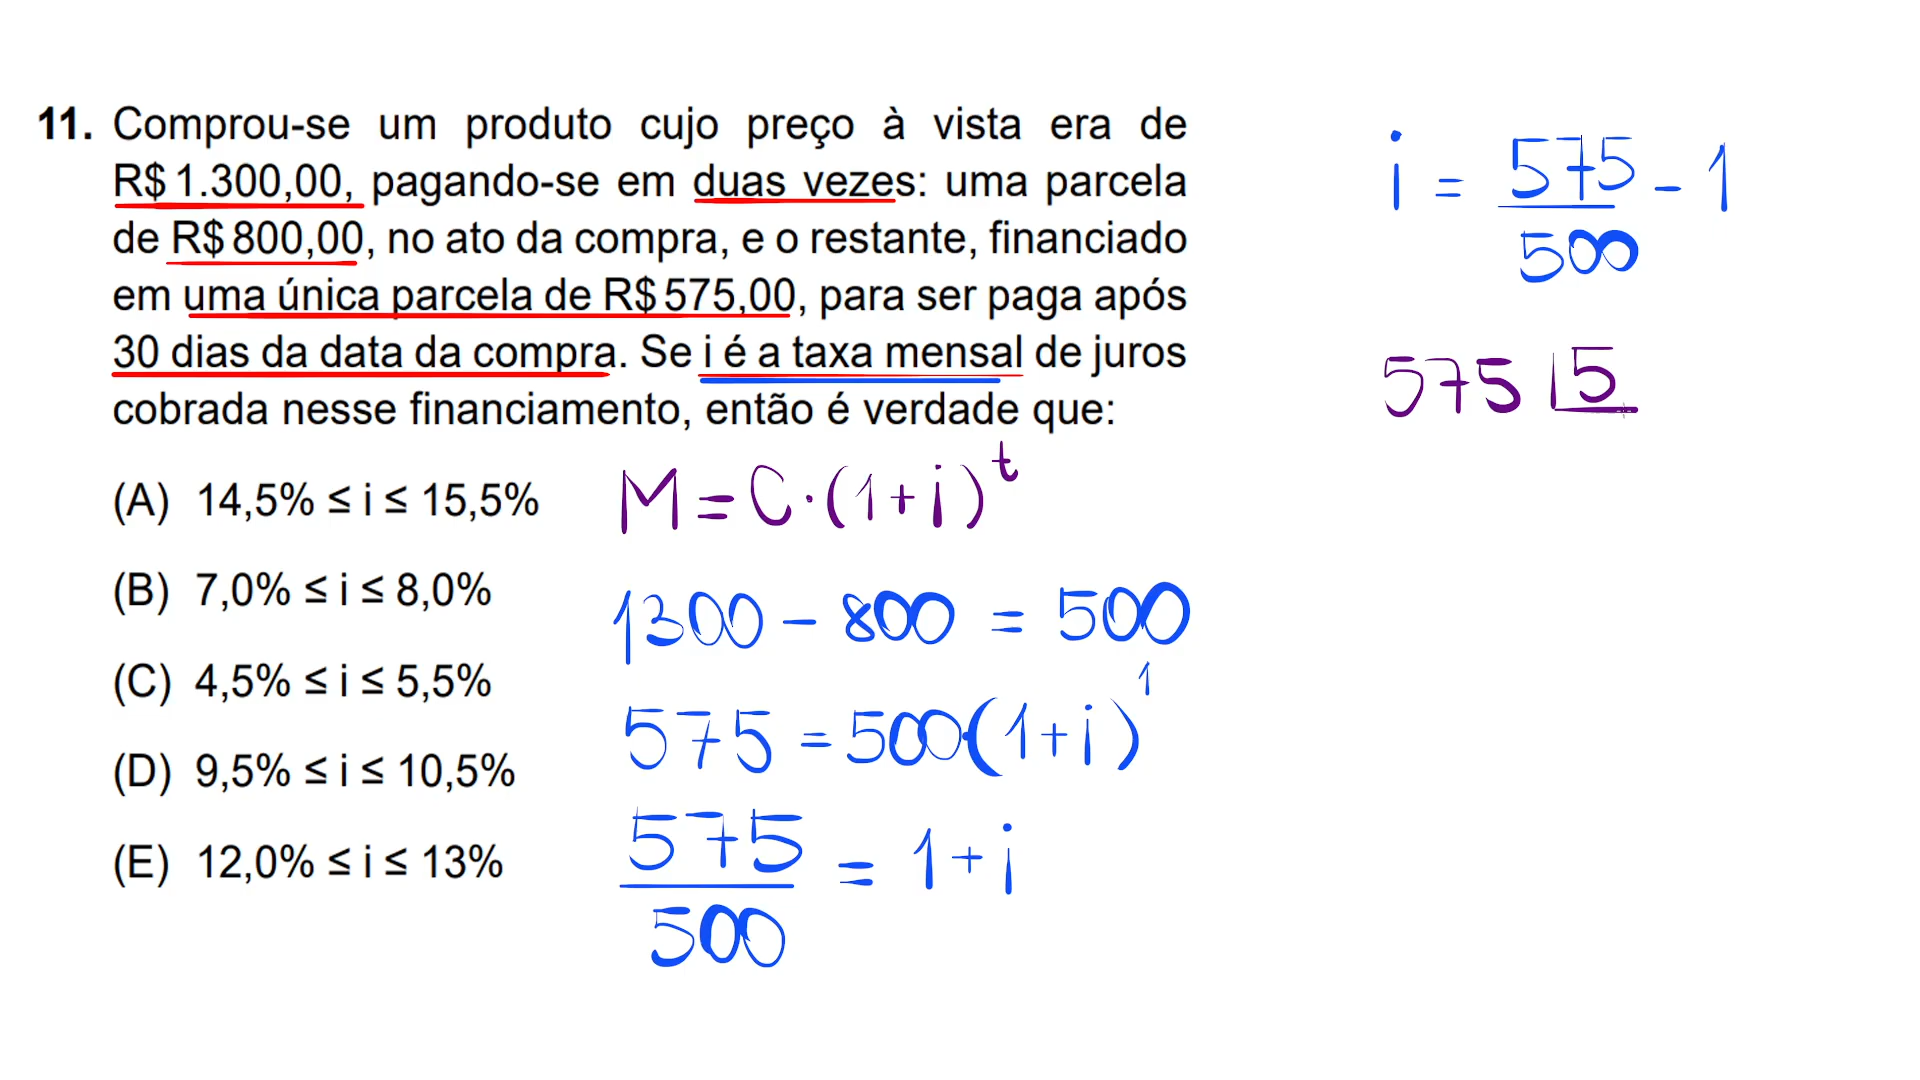 11. Comprou-se um produto cujo preço à vista era de
R$ 1.300,00, pagando-se em duas vezes: uma parcela
de R$ 800,00, no ato da compra, e o restante, financiado
em uma única parcela de R$ 575,00, para ser paga após
30 dias da data da compra. Se i é a taxa mensal de juros
cobrada nesse financiamento, então é verdade que:
(A) 14,5% ≤ i ≤ 15,5%
(B) 7,0% ≤ i ≤ 8,0%
(C) 4,5% ≤ i ≤ 5,5%
(D) 9,5% ≤ i ≤ 10,5%
(E) 12,0% ≤ i ≤ 13%
M = C · (1 + i)^t
1300 - 800 = 500
575 = 500 · (1 + i)^1
575/500 = 1 + i
i = 575/500 - 1
575 | 5